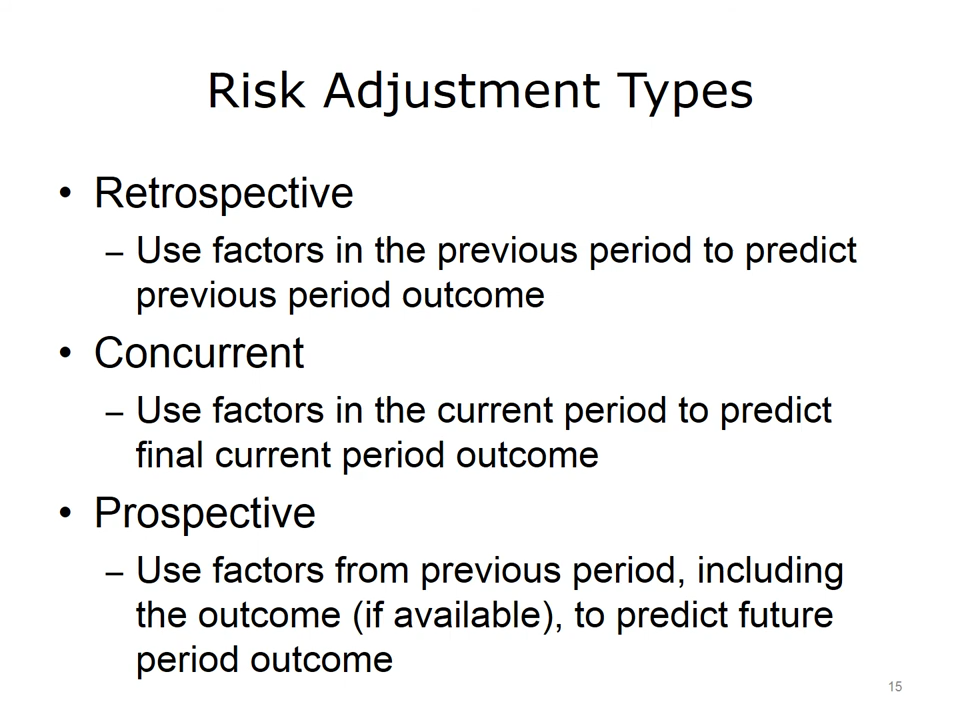 Risk Adjustment Types
• Retrospective
– Use factors in the previous period to predict
previous period outcome
• Concurrent
– Use factors in the current period to predict
final current period outcome
• Prospective
– Use factors from previous period, including
the outcome (if available), to predict future
period outcome
15